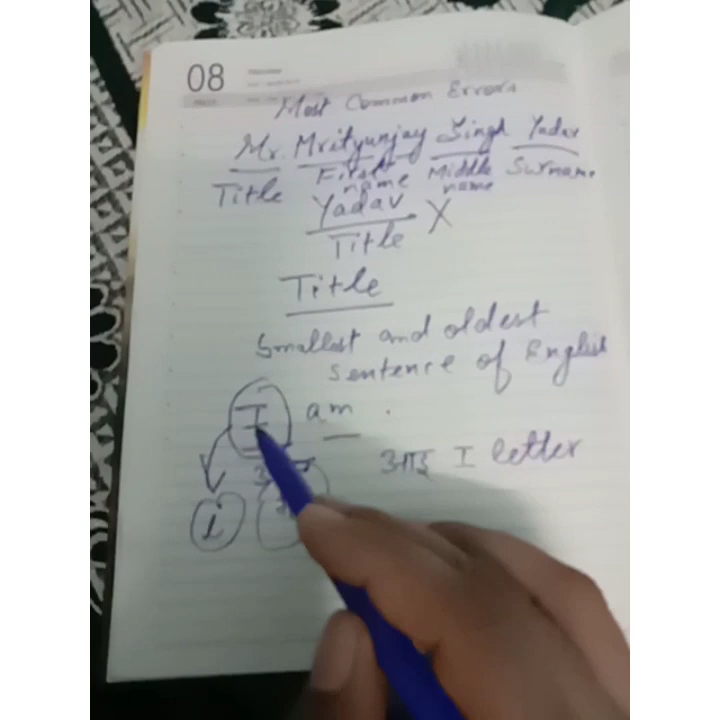 08
Most Common Errors
Mr. Mrityunjay Singh Yadav
Title First name Middle name Surname
Yadav X
Title
Title
Smallest and oldest
sentence of English
I am.
आई I letter
i